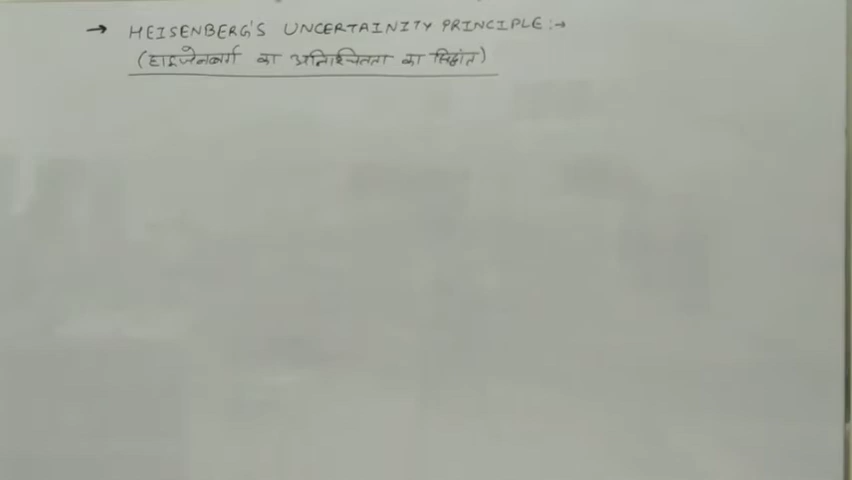 → HEISENBERG'S UNCERTAINITY PRINCIPLE:→
(हाइजेनबर्ग का अनिश्चितता का सिद्धांत)